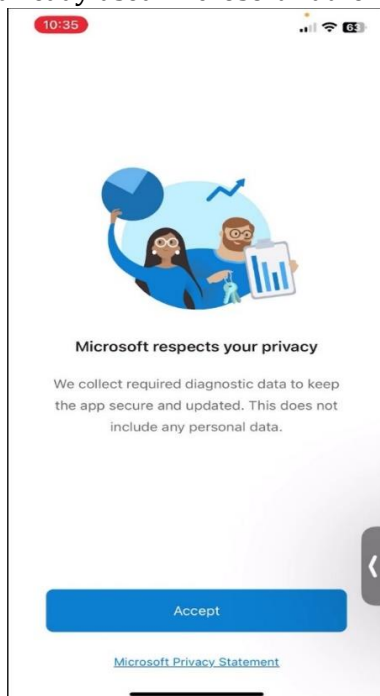 10:35
63
Microsoft respects your privacy
We collect required diagnostic data to keep
the app secure and updated. This does not
include any personal data.
Accept
Microsoft Privacy Statement